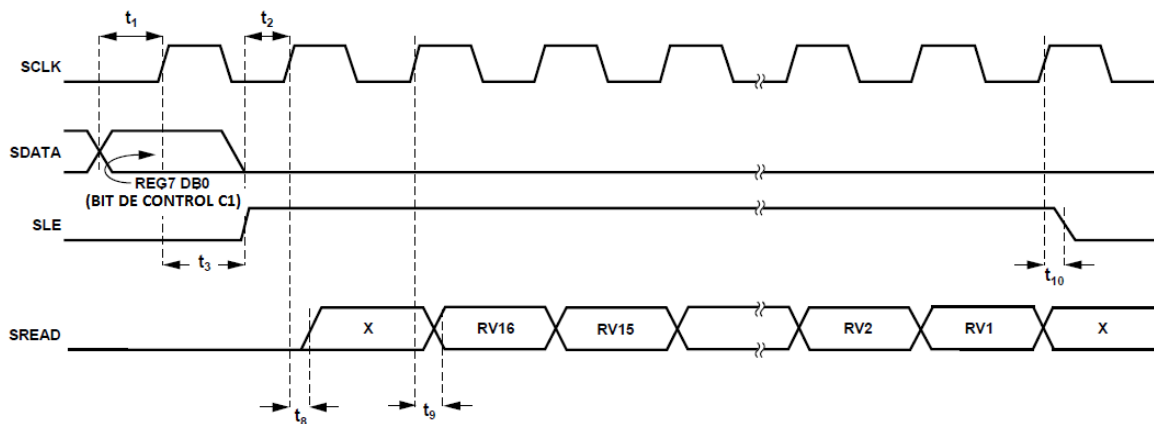 t1
t2
SCLK
SDATA
REG7 DB0
(BIT DE CONTROL C1)
SLE
t3
t10
SREAD
X
RV16
RV15
RV2
RV1
X
t8
t9